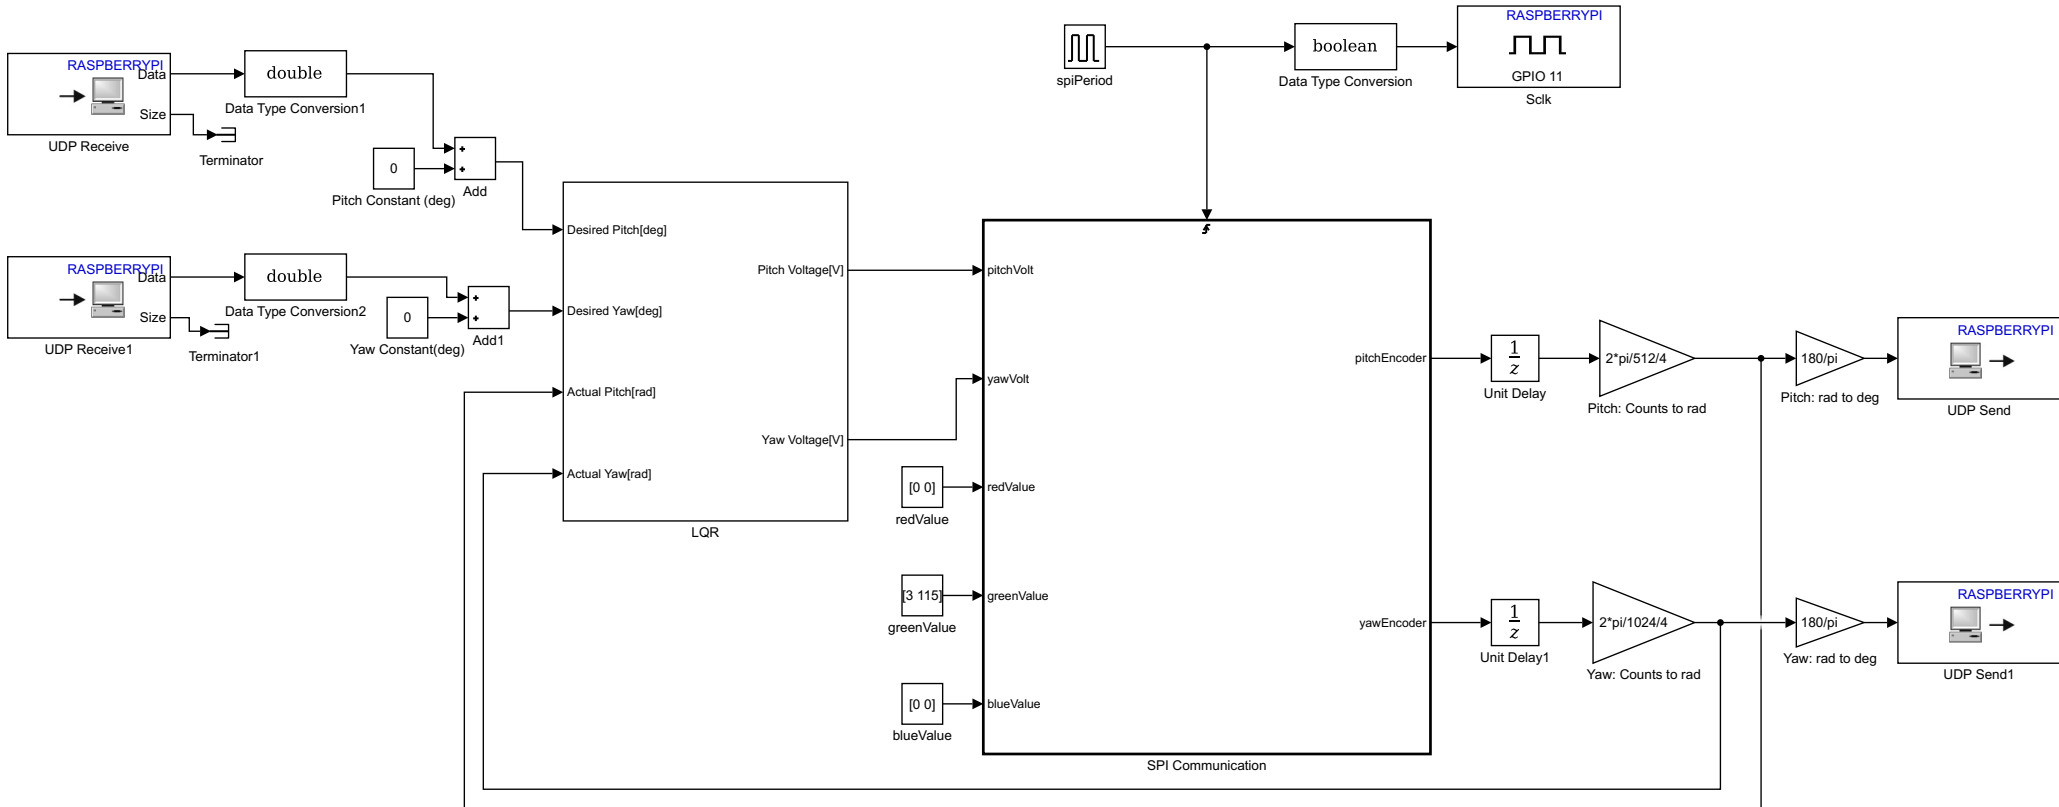 RASPBERRYPI
Data
Size
UDP Receive
double
Data Type Conversion1
Terminator
0
Pitch Constant (deg)
+
+
Add
RASPBERRYPI
Data
Size
UDP Receive1
double
Data Type Conversion2
Terminator1
0
Yaw Constant(deg)
+
+
Add1
Desired Pitch[deg]
Desired Yaw[deg]
Actual Pitch[rad]
Actual Yaw[rad]
Pitch Voltage[V]
Yaw Voltage[V]
LQR
spiPeriod
boolean
Data Type Conversion
RASPBERRYPI
GPIO 11
Sclk
[0 0]
redValue
[3 115]
greenValue
[0 0]
blueValue
pitchVolt
yawVolt
redValue
greenValue
blueValue
pitchEncoder
yawEncoder
SPI Communication
1
z
Unit Delay
2*pi/512/4
Pitch: Counts to rad
180/pi
Pitch: rad to deg
RASPBERRYPI
UDP Send
1
z
Unit Delay1
2*pi/1024/4
Yaw: Counts to rad
180/pi
Yaw: rad to deg
RASPBERRYPI
UDP Send1